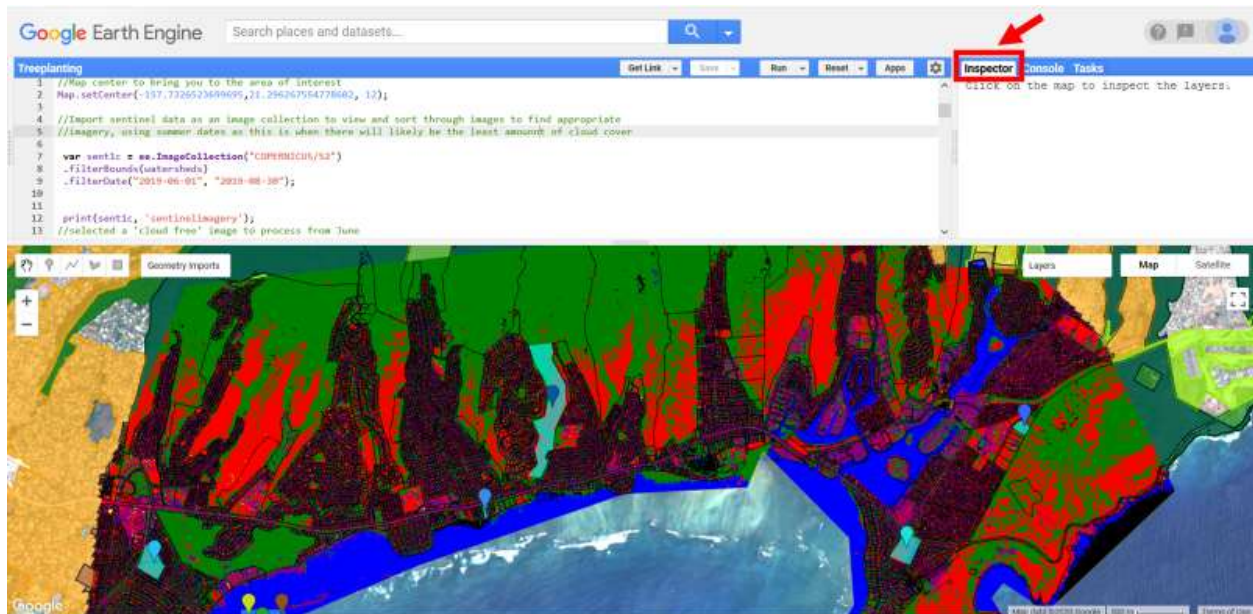 Google Earth Engine
Search places and datasets...
Treeplanting
Get Link
Save
Run
Reset
Apps
Inspector
Console
Tasks
Click on the map to inspect the layers.
1 //Map center to bring you to the area of interest
2 Map.setCenter(-157.7326523699695,21.296267554778602, 12);
3
4 //Import sentinel data as an image collection to view and sort through images to find appropriate
5 //imagery, using summer dates as this is when there will likely be the least amount of cloud cover
6
7 var sent1c = ee.ImageCollection("COPERNICUS/S2")
8 .filterBounds(watersheds)
9 .filterDate("2019-06-01", "2019-08-30");
10
11
12 print(sent1c, 'sentinelimagery');
13 //selected a 'cloud free' image to process from June
Geometry Imports
Layers
Map
Satellite
+
−
Google